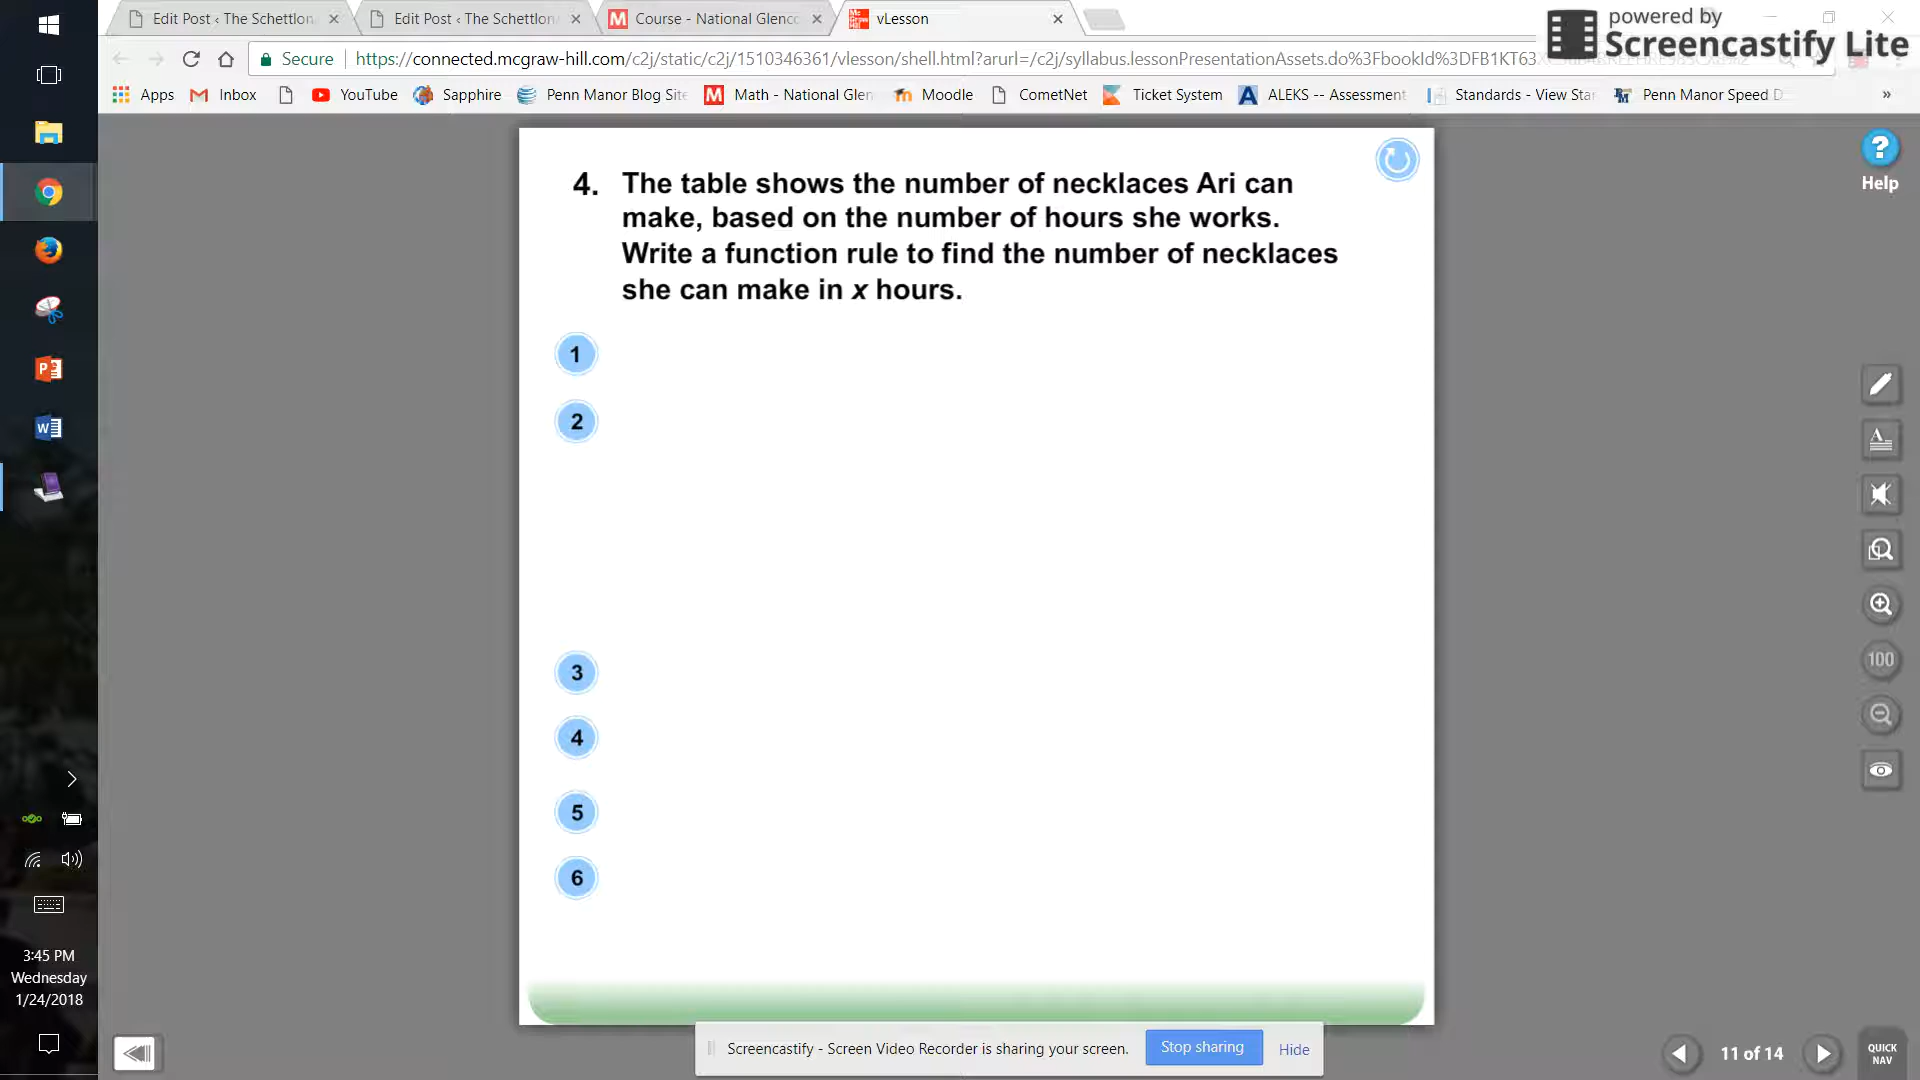 Edit Post ‹ The Schettlon
Edit Post ‹ The Schettlon
Course - National Glenco
vLesson
powered by
Screencastify Lite
Secure
https://connected.mcgraw-hill.com/c2j/static/c2j/1510346361/vlesson/shell.html?arurl=/c2j/syllabus.lessonPresentationAssets.do%3FbookId%3DFB1KT63
Apps
Inbox
YouTube
Sapphire
Penn Manor Blog Site
Math - National Glen
Moodle
CometNet
Ticket System
ALEKS -- Assessment
Standards - View Sta
Penn Manor Speed D
»
Help
4. The table shows the number of necklaces Ari can
make, based on the number of hours she works.
Write a function rule to find the number of necklaces
she can make in x hours.
1
2
3
4
5
6
100
3:45 PM
Wednesday
1/24/2018
Screencastify - Screen Video Recorder is sharing your screen.
Stop sharing
Hide
11 of 14
QUICK
NAV